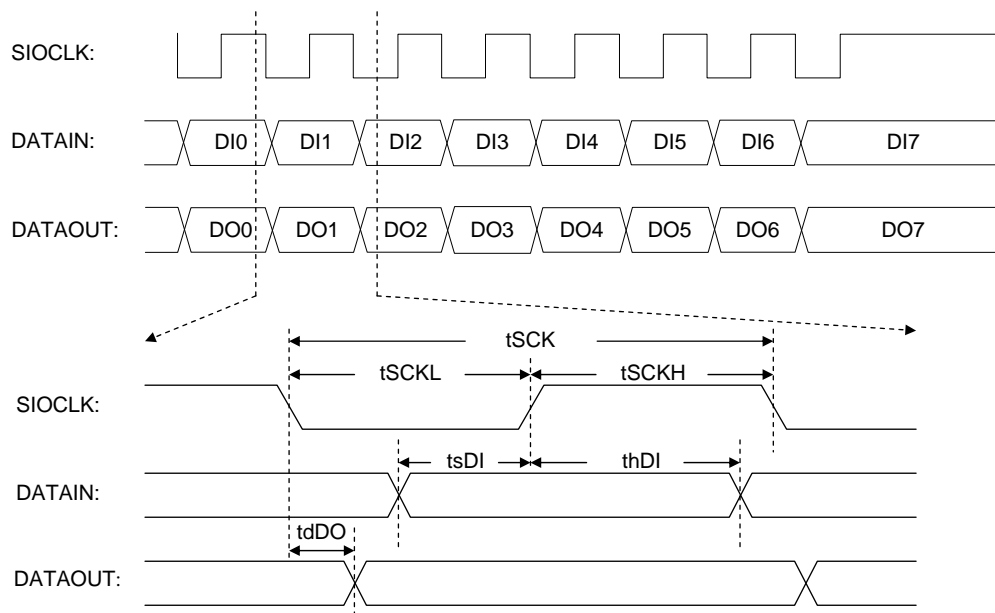 SIOCLK:
DATAIN: DI0 DI1 DI2 DI3 DI4 DI5 DI6 DI7
DATAOUT: DO0 DO1 DO2 DO3 DO4 DO5 DO6 DO7
tSCK
tSCKL tSCKH
SIOCLK:
tsDI thDI
DATAIN:
tdDO
DATAOUT: